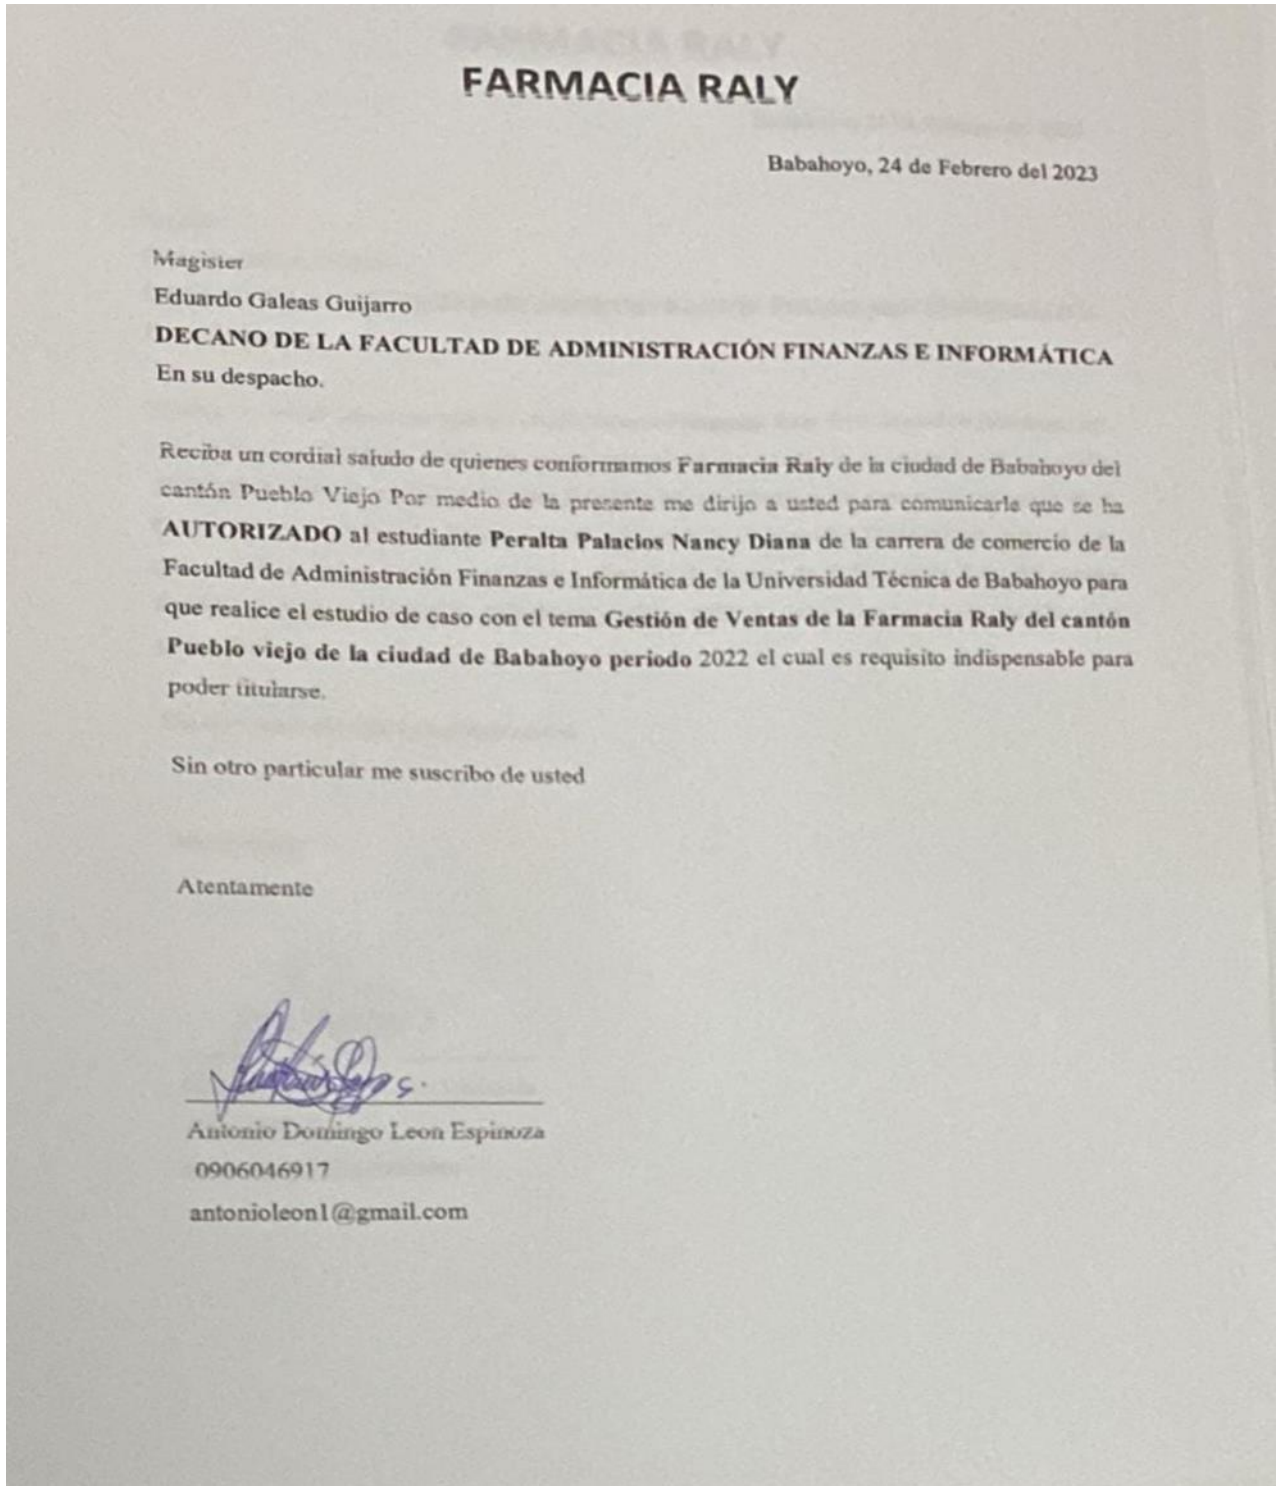 FARMACIA RALY
Babahoyo, 24 de Febrero del 2023
Magister
Eduardo Galeas Guijarro
DECANO DE LA FACULTAD DE ADMINISTRACIÓN FINANZAS E INFORMÁTICA
En su despacho.
Reciba un cordial saludo de quienes conformamos Farmacia Raly de la ciudad de Babahoyo del
cantón Pueblo Viejo Por medio de la presente me dirijo a usted para comunicarle que se ha
AUTORIZADO al estudiante Peralta Palacios Nancy Diana de la carrera de comercio de la
Facultad de Administración Finanzas e Informática de la Universidad Técnica de Babahoyo para
que realice el estudio de caso con el tema Gestión de Ventas de la Farmacia Raly del cantón
Pueblo viejo de la ciudad de Babahoyo periodo 2022 el cual es requisito indispensable para
poder titularse.
Sin otro particular me suscribo de usted
Atentamente
Antonio Domingo Leon Espinoza
0906046917
antonioleon1@gmail.com